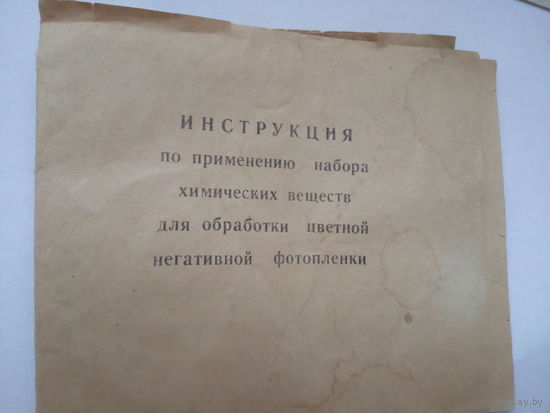 ИНСТРУКЦИЯ
по применению набора
химических веществ
для обработки цветной
негативной фотопленки